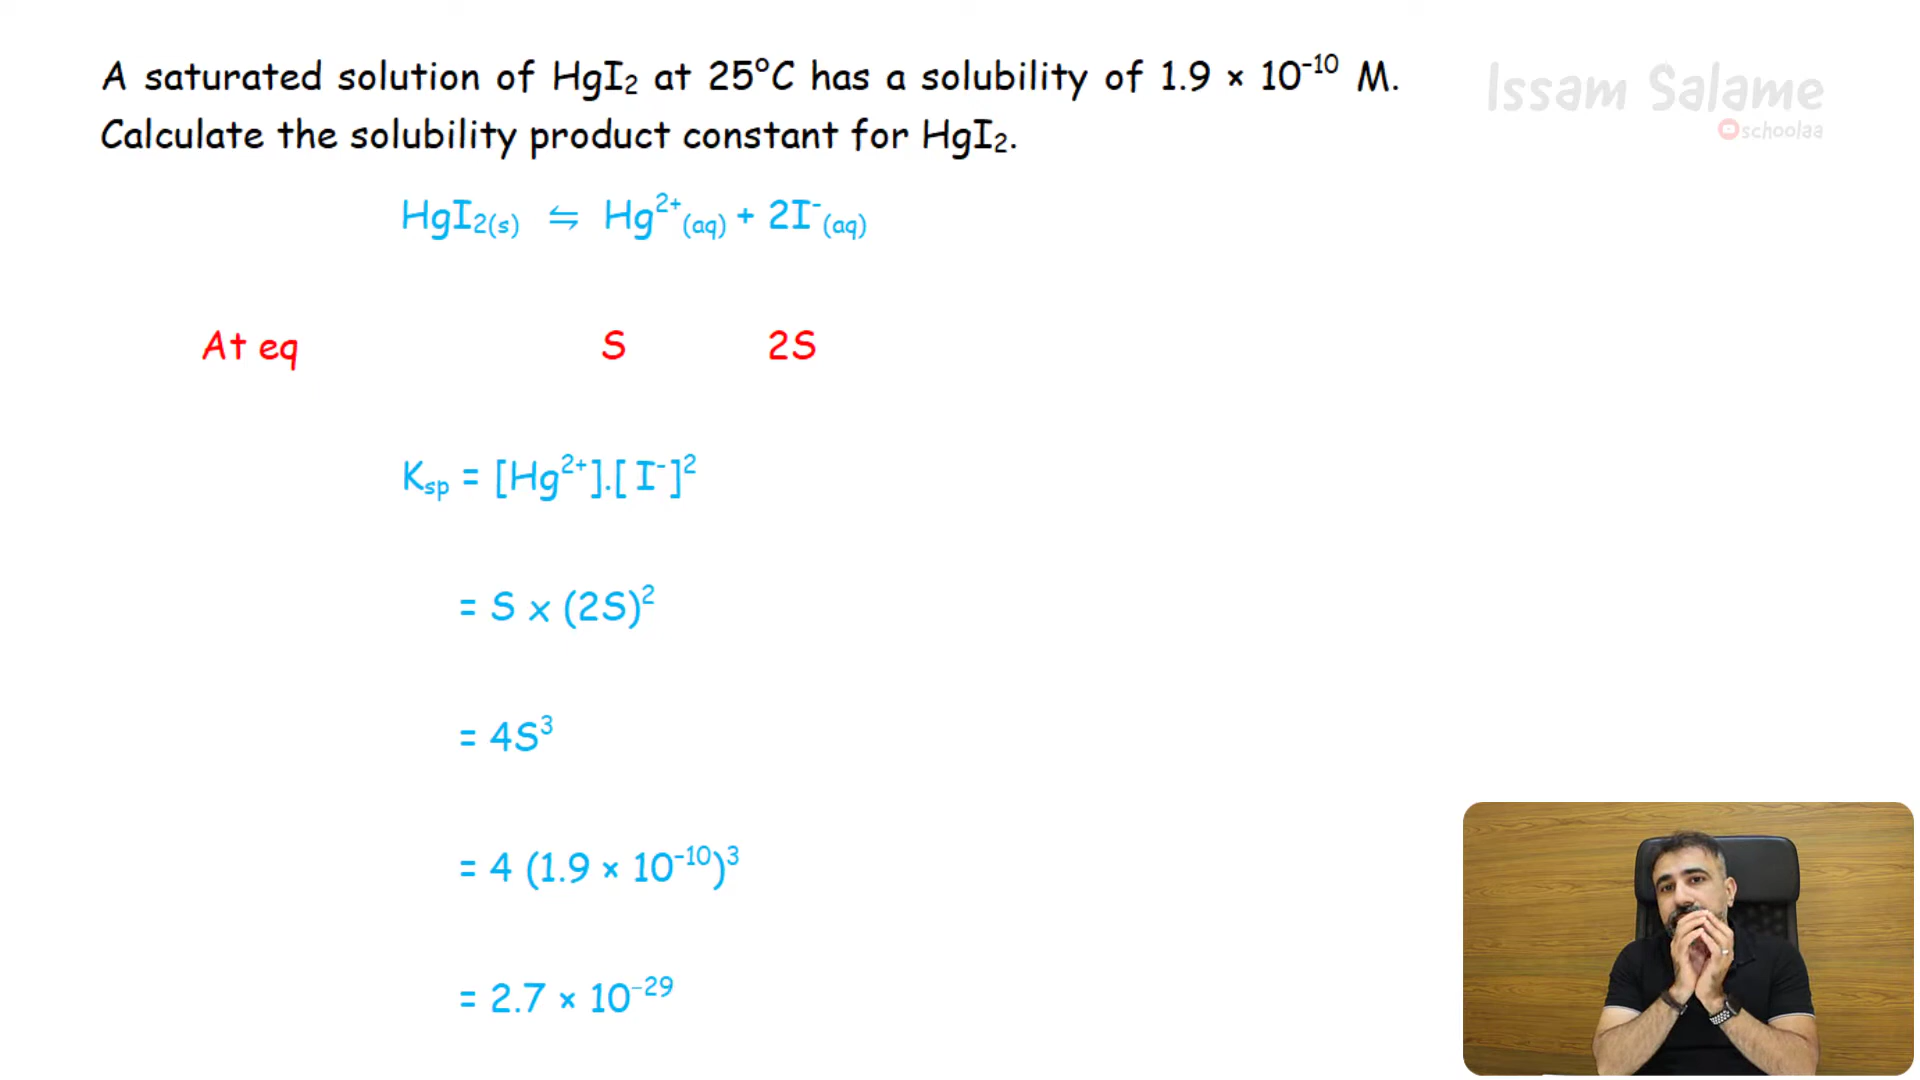 A saturated solution of HgI₂ at 25°C has a solubility of 1.9 × 10⁻¹⁰ M.
Calculate the solubility product constant for HgI₂.
Issam Salame
schoolaa
HgI₂(s) ⇋ Hg²⁺(aq) + 2I⁻(aq)
At eq S 2S
Ksp = [Hg²⁺].[ I⁻]²
= S x (2S)²
= 4S³
= 4 (1.9 × 10⁻¹⁰)³
= 2.7 × 10⁻²⁹